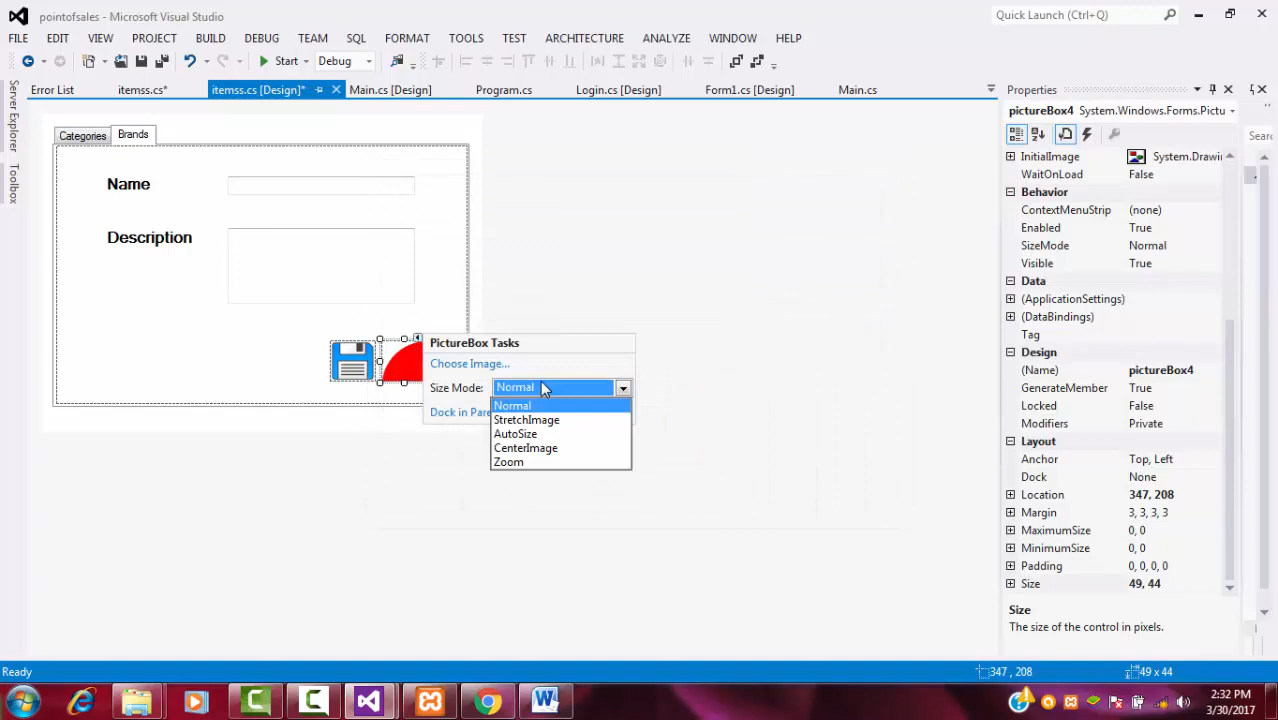 pointofsales - Microsoft Visual Studio
Quick Launch (Ctrl+Q)
FILE EDIT VIEW PROJECT BUILD DEBUG TEAM SQL FORMAT TOOLS TEST ARCHITECTURE ANALYZE WINDOW HELP
Start Debug
Error List itemss.cs* itemss.cs [Design]* Main.cs [Design] Program.cs Login.cs [Design] Form1.cs [Design] Main.cs
Server Explorer
Toolbox
Categories Brands
Name
Description
PictureBox Tasks
Choose Image...
Size Mode: Normal
Normal
StretchImage
AutoSize
CenterImage
Zoom
Dock in Pare
Properties
pictureBox4 System.Windows.Forms.Pictu
Searc
InitialImage System.Drawin
WaitOnLoad False
Behavior
ContextMenuStrip (none)
Enabled True
SizeMode Normal
Visible True
Data
(ApplicationSettings)
(DataBindings)
Tag
Design
(Name) pictureBox4
GenerateMember True
Locked False
Modifiers Private
Layout
Anchor Top, Left
Dock None
Location 347, 208
Margin 3, 3, 3, 3
MaximumSize 0, 0
MinimumSize 0, 0
Padding 0, 0, 0, 0
Size 49, 44
Size
The size of the control in pixels.
Ready 347 , 208 49 x 44
2:32 PM
3/30/2017